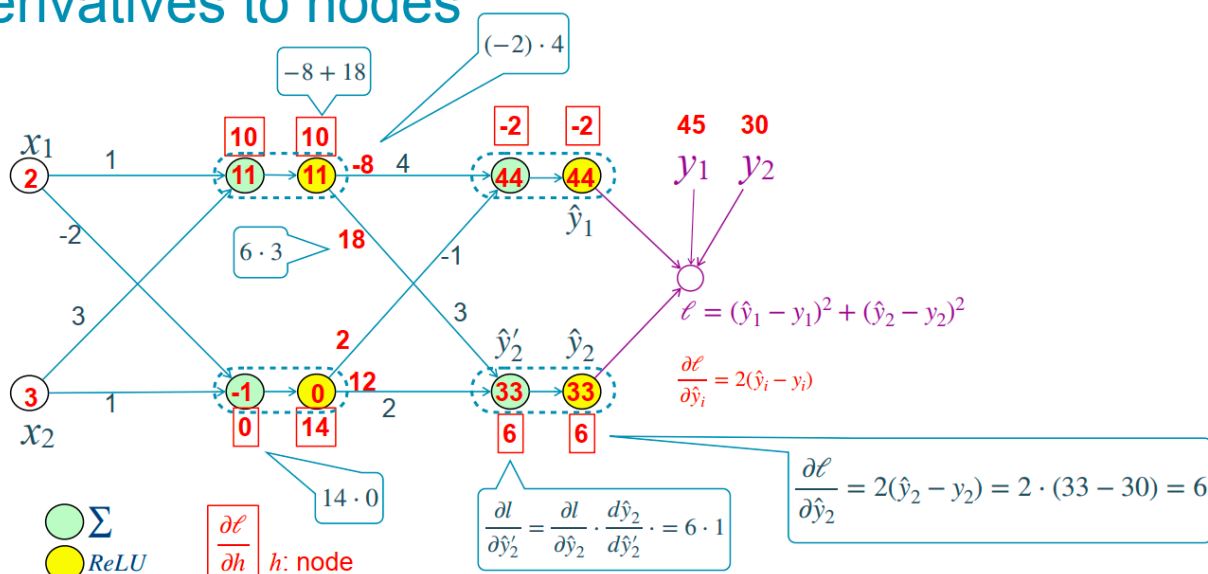 erivatives to nodes
(−2) · 4
−8 + 18
10 10 -2 -2 45 30
x1 1 y1 y2
2 11 11 -8 4 44 44
ŷ1
-2
6 · 3 18 -1
3 3
ℓ = (ŷ1 − y1)² + (ŷ2 − y2)²
2 ŷ′2 ŷ2
∂ℓ/∂ŷi = 2(ŷi − yi)
3 1 -1 0 12 2 33 33
x2 0 14 6 6
∂ℓ/∂ŷ2 = 2(ŷ2 − y2) = 2 · (33 − 30) = 6
14 · 0
∂l/∂ŷ′2 = ∂l/∂ŷ2 · dŷ2/dŷ′2 · = 6 · 1
Σ
ReLU
∂ℓ/∂h h: node